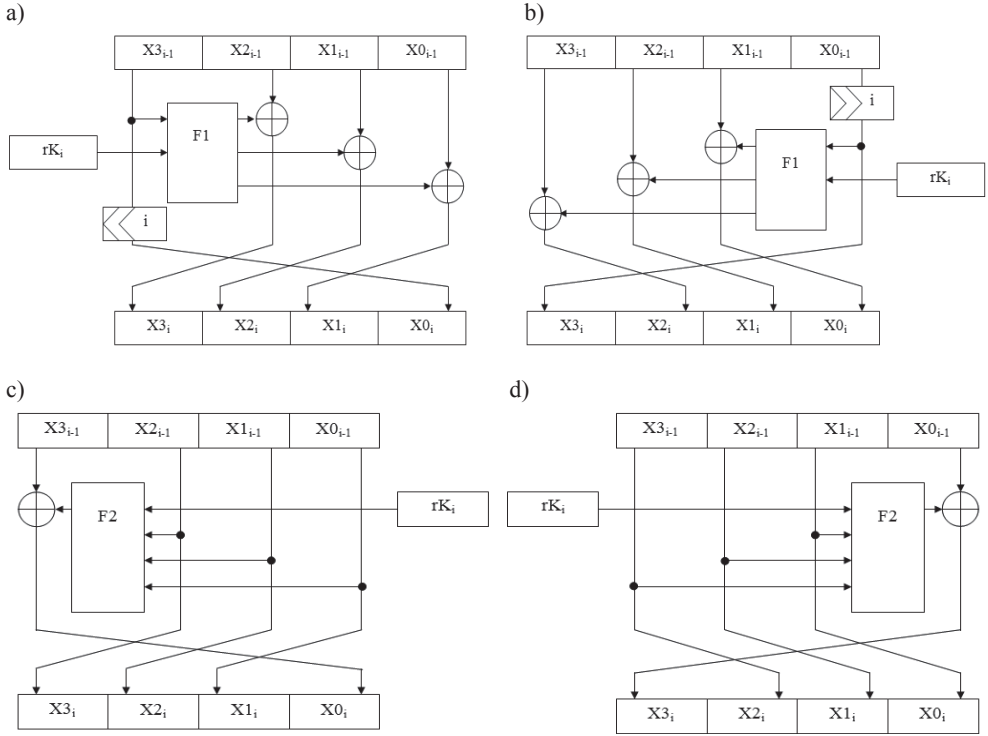 a)
X3i-1 X2i-1 X1i-1 X0i-1
F1
rKi
i
X3i X2i X1i X0i
b)
X3i-1 X2i-1 X1i-1 X0i-1
i
F1
rKi
X3i X2i X1i X0i
c)
X3i-1 X2i-1 X1i-1 X0i-1
F2
rKi
X3i X2i X1i X0i
d)
X3i-1 X2i-1 X1i-1 X0i-1
rKi
F2
X3i X2i X1i X0i